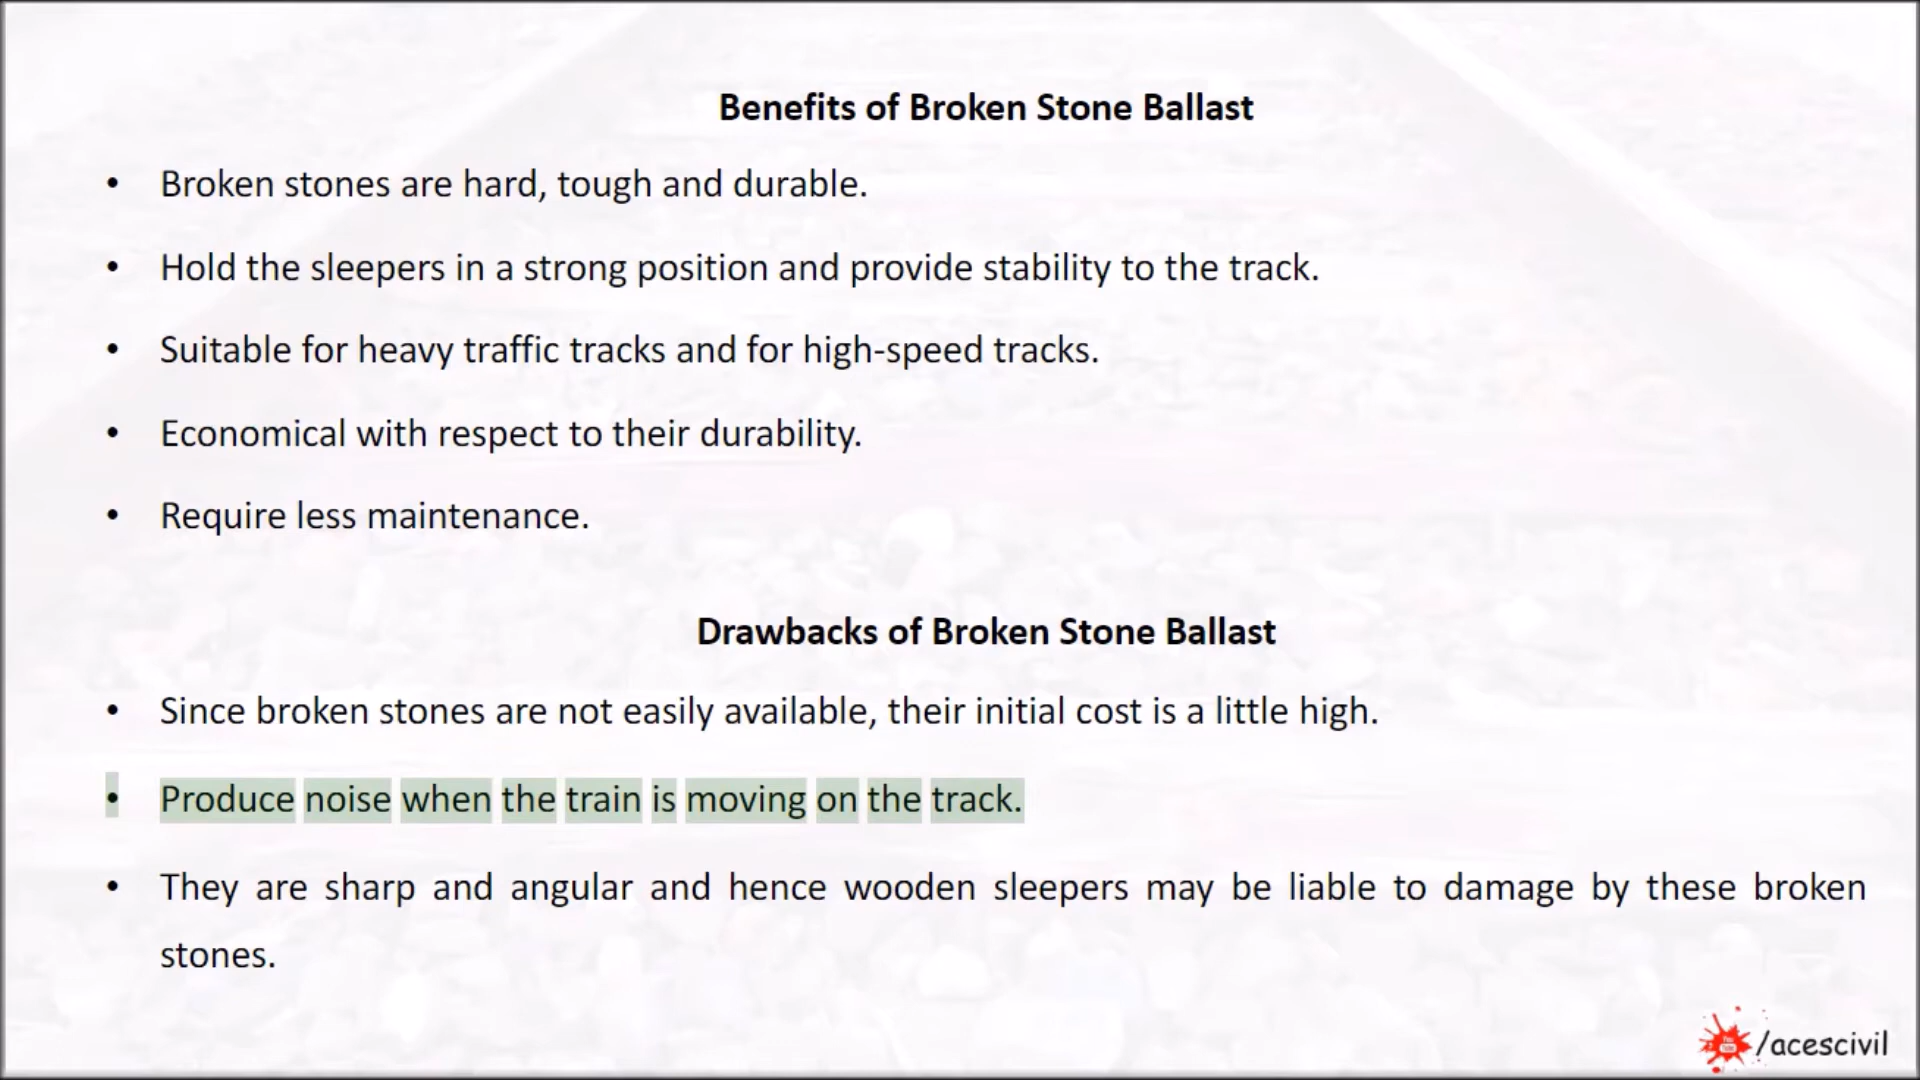 Benefits of Broken Stone Ballast
• Broken stones are hard, tough and durable.
• Hold the sleepers in a strong position and provide stability to the track.
• Suitable for heavy traffic tracks and for high-speed tracks.
• Economical with respect to their durability.
• Require less maintenance.
Drawbacks of Broken Stone Ballast
• Since broken stones are not easily available, their initial cost is a little high.
• Produce noise when the train is moving on the track.
• They are sharp and angular and hence wooden sleepers may be liable to damage by these broken
stones.
/acescivil